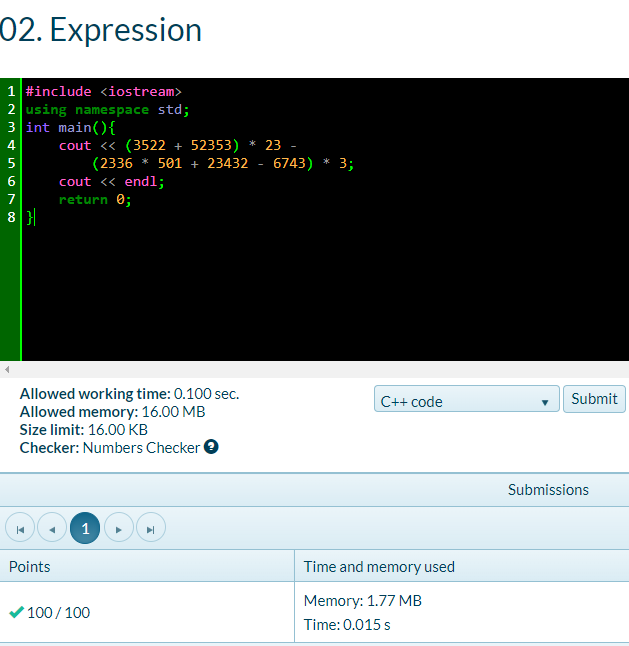 02. Expression
1 #include <iostream>
2 using namespace std;
3 int main(){
4     cout << (3522 + 52353) * 23 -
5         (2336 * 501 + 23432 - 6743) * 3;
6     cout << endl;
7     return 0;
8 }
Allowed working time: 0.100 sec.
Allowed memory: 16.00 MB
Size limit: 16.00 KB
Checker: Numbers Checker ?
C++ code
Submit
Submissions
1
Points Time and memory used
100 / 100
Memory: 1.77 MB
Time: 0.015 s